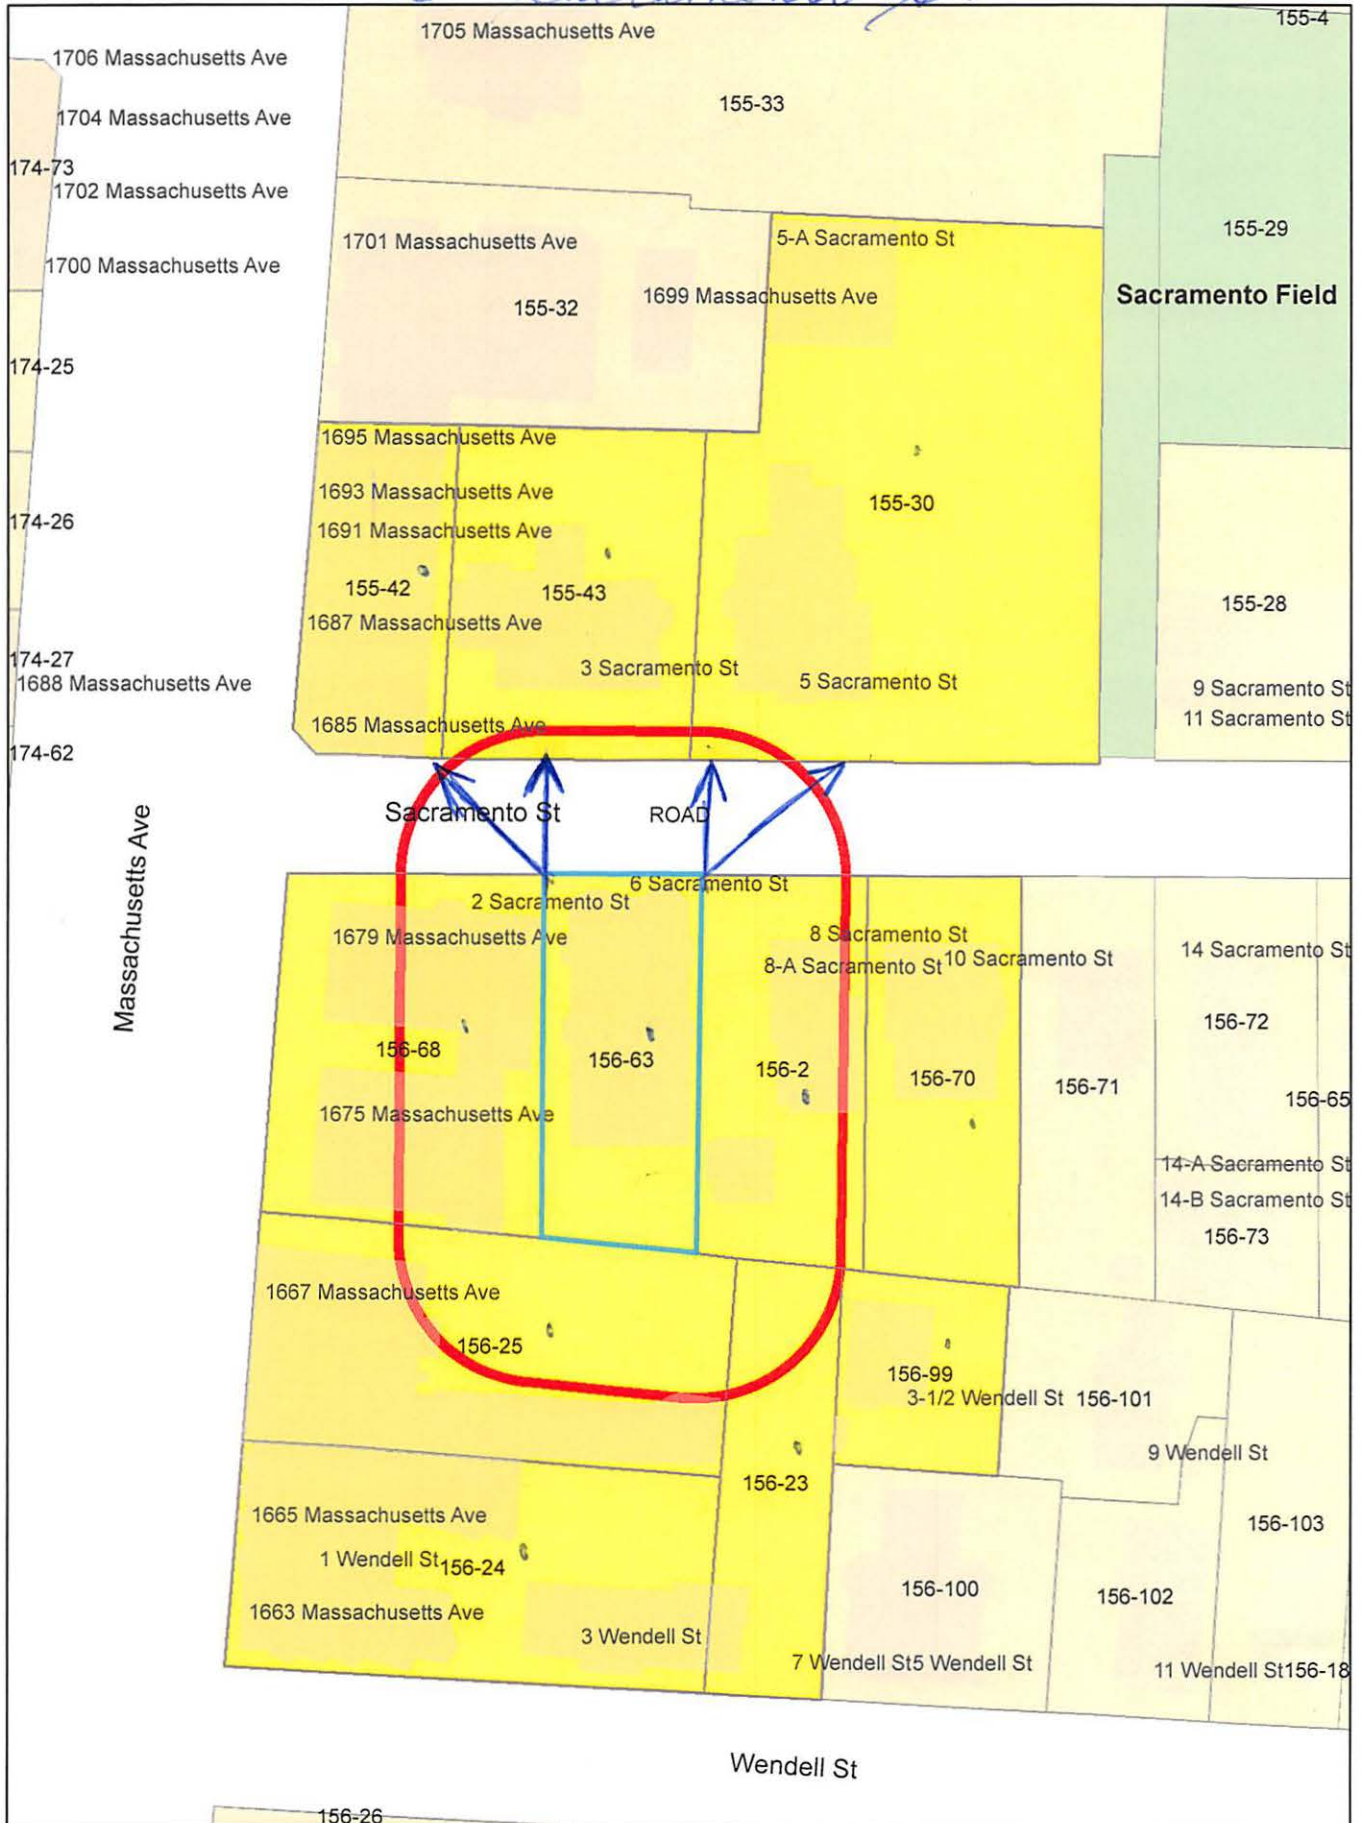 1705 Massachusetts Ave
155-4
1706 Massachusetts Ave
155-33
1704 Massachusetts Ave
174-73
1702 Massachusetts Ave
155-29
1701 Massachusetts Ave
5-A Sacramento St
1700 Massachusetts Ave
Sacramento Field
1699 Massachusetts Ave
155-32
174-25
1695 Massachusetts Ave
1693 Massachusetts Ave
155-30
174-26
1691 Massachusetts Ave
155-42
155-43
155-28
1687 Massachusetts Ave
174-27
3 Sacramento St
1688 Massachusetts Ave
5 Sacramento St
9 Sacramento St
11 Sacramento St
1685 Massachusetts Ave
174-62
Sacramento St
ROAD
Massachusetts Ave
6 Sacramento St
2 Sacramento St
1679 Massachusetts Ave
8 Sacramento St
8-A Sacramento St
10 Sacramento St
14 Sacramento St
156-72
156-68
156-63
156-2
156-70
156-71
156-65
1675 Massachusetts Ave
14-A Sacramento St
14-B Sacramento St
156-73
1667 Massachusetts Ave
156-25
156-99
3-1/2 Wendell St
156-101
9 Wendell St
156-23
1665 Massachusetts Ave
156-103
1 Wendell St
156-24
156-100
156-102
1663 Massachusetts Ave
3 Wendell St
7 Wendell St
5 Wendell St
11 Wendell St
156-18
Wendell St
156-26